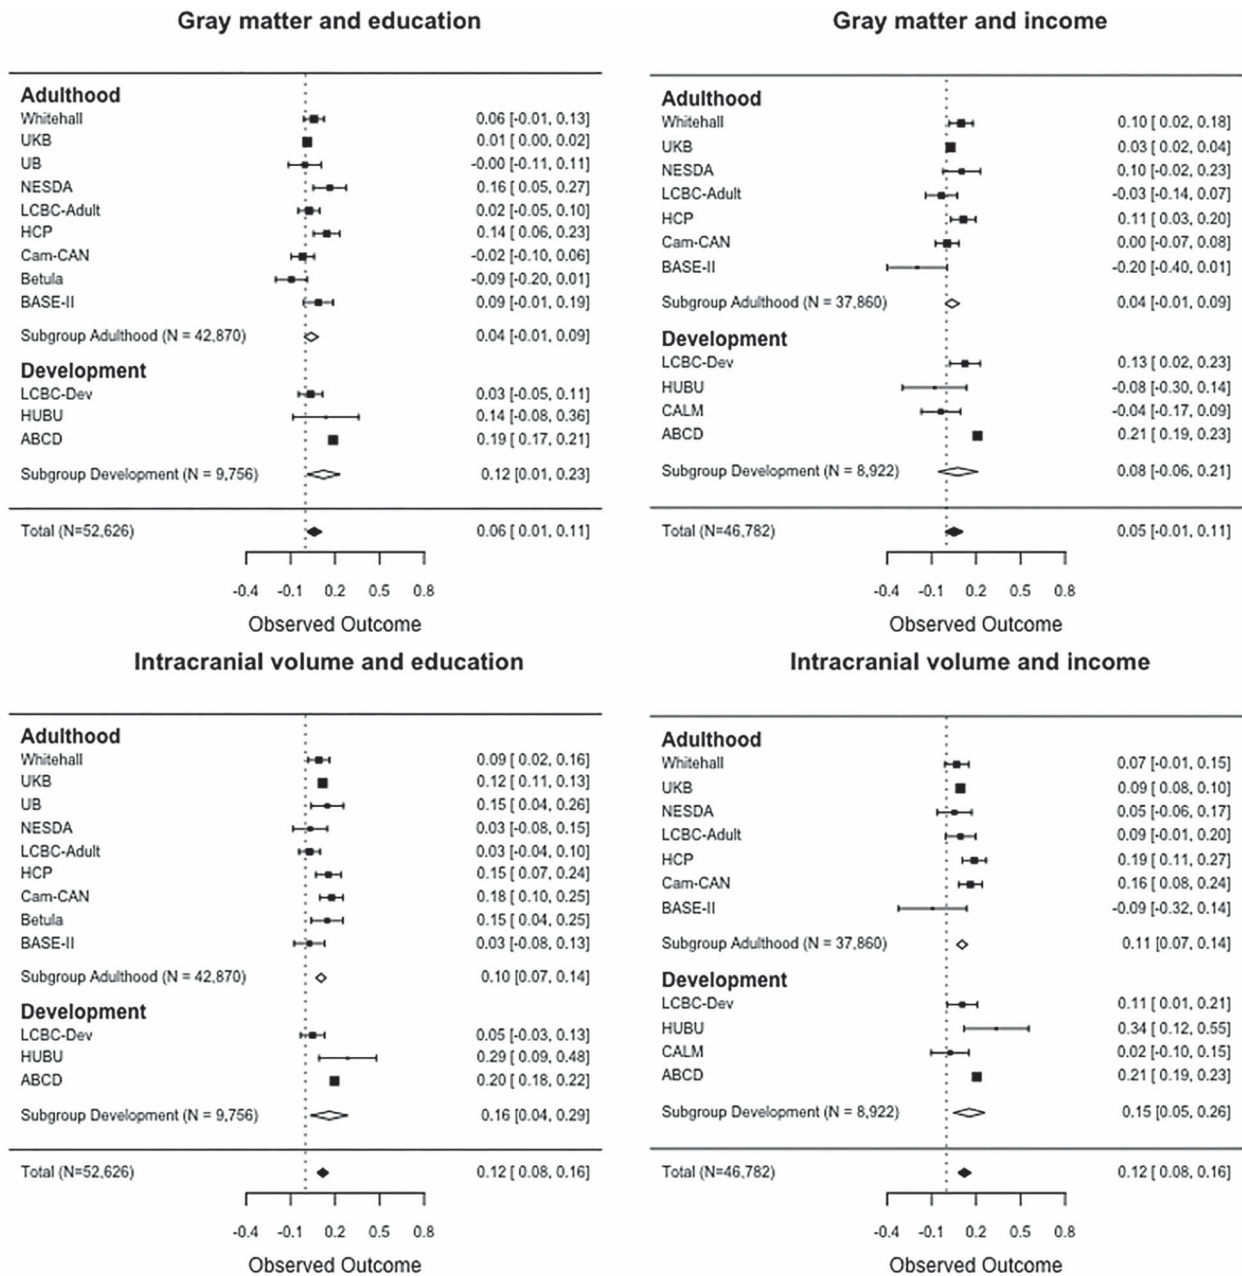 Gray matter and education
Adulthood
Whitehall 0.06 [-0.01, 0.13]
UKB 0.01 [ 0.00, 0.02]
UB -0.00 [-0.11, 0.11]
NESDA 0.16 [ 0.05, 0.27]
LCBC-Adult 0.02 [-0.05, 0.10]
HCP 0.14 [ 0.06, 0.23]
Cam-CAN -0.02 [-0.10, 0.06]
Betula -0.09 [-0.20, 0.01]
BASE-II 0.09 [-0.01, 0.19]
Subgroup Adulthood (N = 42,870) 0.04 [-0.01, 0.09]
Development
LCBC-Dev 0.03 [-0.05, 0.11]
HUBU 0.14 [-0.08, 0.36]
ABCD 0.19 [ 0.17, 0.21]
Subgroup Development (N = 9,756) 0.12 [0.01, 0.23]
Total (N=52,626) 0.06 [ 0.01, 0.11]
-0.4 -0.1 0.2 0.5 0.8
Observed Outcome
Gray matter and income
Adulthood
Whitehall 0.10 [ 0.02, 0.18]
UKB 0.03 [ 0.02, 0.04]
NESDA 0.10 [-0.02, 0.23]
LCBC-Adult -0.03 [-0.14, 0.07]
HCP 0.11 [ 0.03, 0.20]
Cam-CAN 0.00 [-0.07, 0.08]
BASE-II -0.20 [-0.40, 0.01]
Subgroup Adulthood (N = 37,860) 0.04 [-0.01, 0.09]
Development
LCBC-Dev 0.13 [ 0.02, 0.23]
HUBU -0.08 [-0.30, 0.14]
CALM -0.04 [-0.17, 0.09]
ABCD 0.21 [ 0.19, 0.23]
Subgroup Development (N = 8,922) 0.08 [-0.06, 0.21]
Total (N=46,782) 0.05 [-0.01, 0.11]
-0.4 -0.1 0.2 0.5 0.8
Observed Outcome
Intracranial volume and education
Adulthood
Whitehall 0.09 [ 0.02, 0.16]
UKB 0.12 [ 0.11, 0.13]
UB 0.15 [ 0.04, 0.26]
NESDA 0.03 [-0.08, 0.15]
LCBC-Adult 0.03 [-0.04, 0.10]
HCP 0.15 [ 0.07, 0.24]
Cam-CAN 0.18 [ 0.10, 0.25]
Betula 0.15 [ 0.04, 0.25]
BASE-II 0.03 [-0.08, 0.13]
Subgroup Adulthood (N = 42,870) 0.10 [0.07, 0.14]
Development
LCBC-Dev 0.05 [-0.03, 0.13]
HUBU 0.29 [ 0.09, 0.48]
ABCD 0.20 [ 0.18, 0.22]
Subgroup Development (N = 9,756) 0.16 [0.04, 0.29]
Total (N=52,626) 0.12 [ 0.08, 0.16]
-0.4 -0.1 0.2 0.5 0.8
Observed Outcome
Intracranial volume and income
Adulthood
Whitehall 0.07 [-0.01, 0.15]
UKB 0.09 [ 0.08, 0.10]
NESDA 0.05 [-0.06, 0.17]
LCBC-Adult 0.09 [-0.01, 0.20]
HCP 0.19 [ 0.11, 0.27]
Cam-CAN 0.16 [ 0.08, 0.24]
BASE-II -0.09 [-0.32, 0.14]
Subgroup Adulthood (N = 37,860) 0.11 [0.07, 0.14]
Development
LCBC-Dev 0.11 [ 0.01, 0.21]
HUBU 0.34 [ 0.12, 0.55]
CALM 0.02 [-0.10, 0.15]
ABCD 0.21 [ 0.19, 0.23]
Subgroup Development (N = 8,922) 0.15 [0.05, 0.26]
Total (N=46,782) 0.12 [ 0.08, 0.16]
-0.4 -0.1 0.2 0.5 0.8
Observed Outcome